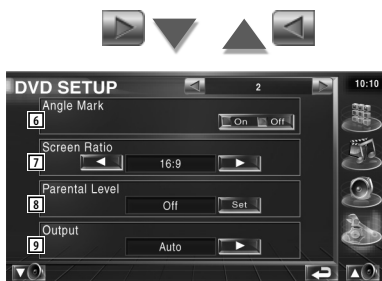 DVD SETUP 2 10:10
Angle Mark
6 On Off
Screen Ratio
7 16:9
Parental Level
8 Off Set
Output
9 Auto